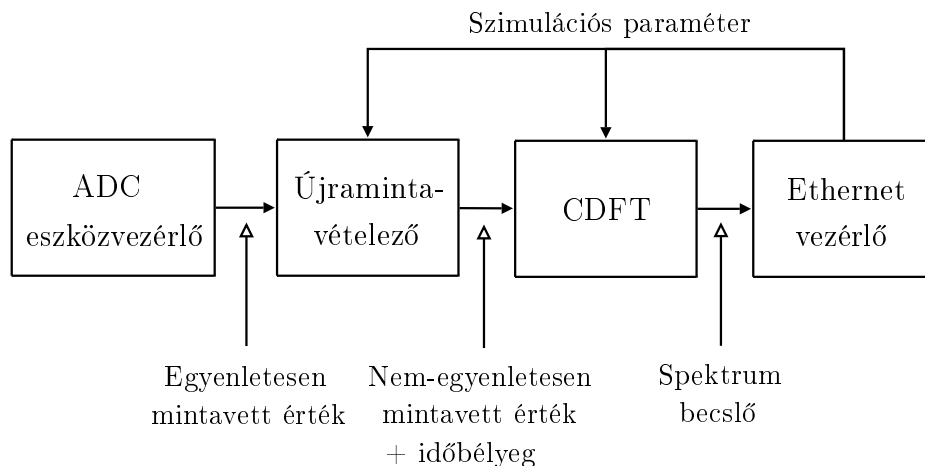 Szimulációs paraméter
ADC
eszközvezérlő
Újraminta-
vételező
CDFT
Ethernet
vezérlő
Egyenletesen
mintavett érték
Nem-egyenletesen
mintavett érték
+ időbélyeg
Spektrum
becslő